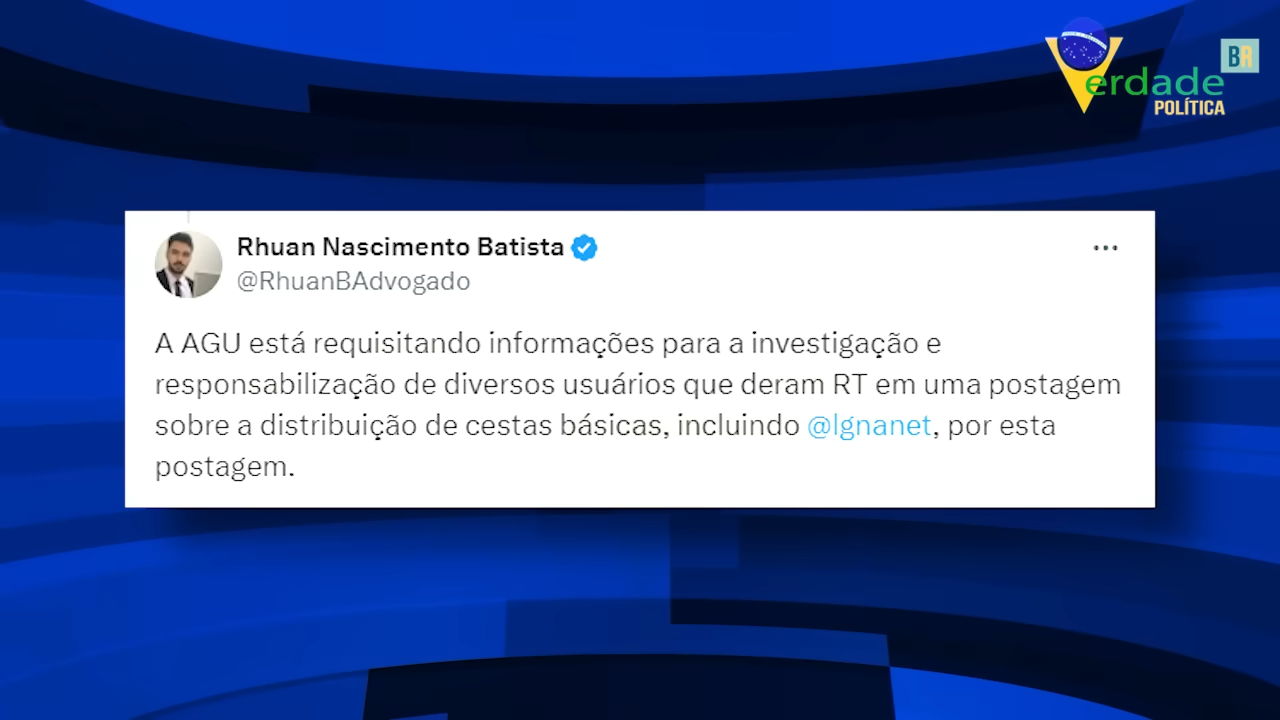 erdade
POLÍTICA
BR
Rhuan Nascimento Batista
@RhuanBAdvogado
A AGU está requisitando informações para a investigação e
responsabilização de diversos usuários que deram RT em uma postagem
sobre a distribuição de cestas básicas, incluindo @lgnanet, por esta
postagem.